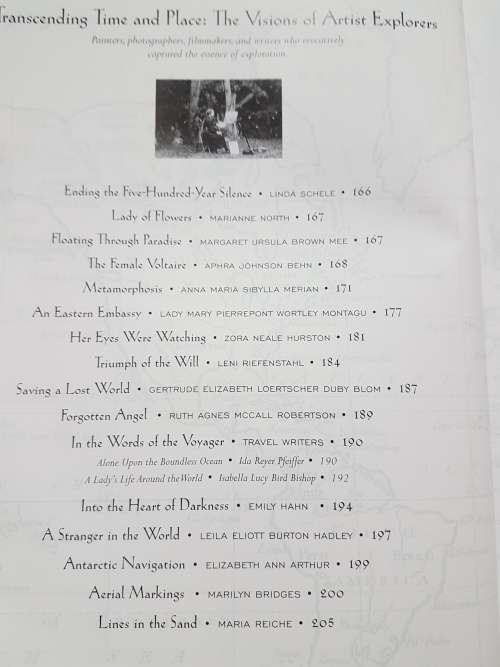 Transcending Time and Place: The Visions of Artist Explorers
Painters, photographers, filmmakers, and writers who evocatively
captured the essence of exploration.
Ending the Five-Hundred-Year Silence • LINDA SCHELE • 166
Lady of Flowers • MARIANNE NORTH • 167
Floating Through Paradise • MARGARET URSULA BROWN MEE • 167
The Female Voltaire • APHRA JOHNSON BEHN • 168
Metamorphosis • ANNA MARIA SIBYLLA MERIAN • 171
An Eastern Embassy • LADY MARY PIERREPONT WORTLEY MONTAGU • 177
Her Eyes Were Watching • ZORA NEALE HURSTON • 181
Triumph of the Will • LENI RIEFENSTAHL • 184
Saving a Lost World • GERTRUDE ELIZABETH LOERTSCHER DUBY BLOM • 187
Forgotten Angel • RUTH AGNES MCCALL ROBERTSON • 189
In the Words of the Voyager • TRAVEL WRITERS • 190
Alone Upon the Boundless Ocean • Ida Reyer Pfeiffer • 190
A Lady's Life Around the World • Isabella Lucy Bird Bishop • 192
Into the Heart of Darkness • EMILY HAHN • 194
A Stranger in the World • LEILA ELIOTT BURTON HADLEY • 197
Antarctic Navigation • ELIZABETH ANN ARTHUR • 199
Aerial Markings • MARILYN BRIDGES • 200
Lines in the Sand • MARIA REICHE • 205